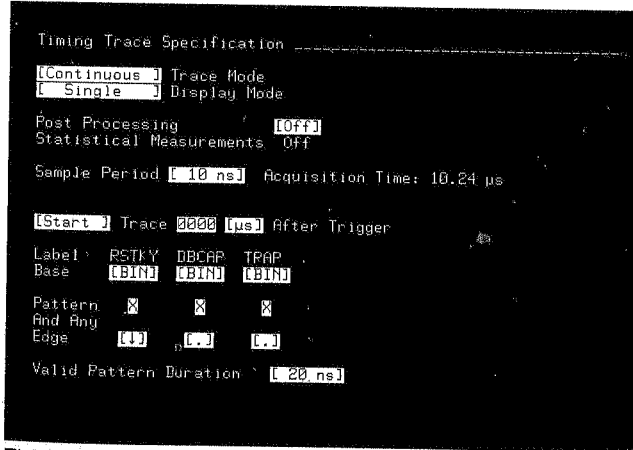 Timing Trace Specification
[Continuous ] Trace Mode
[ Single ] Display Mode
Post Processing [Off]
Statistical Measurements Off
Sample Period [ 10 ns] Acquisition Time: 10.24 µs
[Start ] Trace 0000 [µs] After Trigger
Label RSTKY DBCAP TRAP
Base [BIN] [BIN] [BIN]
Pattern X X X
And Any
Edge [↓] [.] [.]
Valid Pattern Duration [ 20 ns]